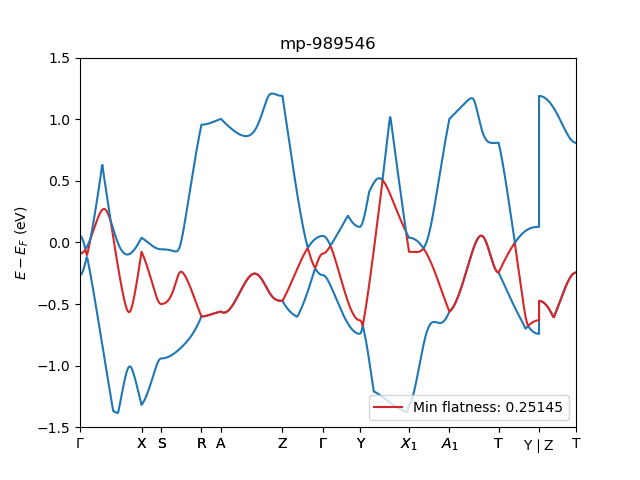 mp-989546
E − E_F (eV)
1.5
1.0
0.5
0.0
−0.5
−1.0
−1.5
Min flatness: 0.25145
Γ X S R A Z Γ Y X₁ A₁ T Y | Z T